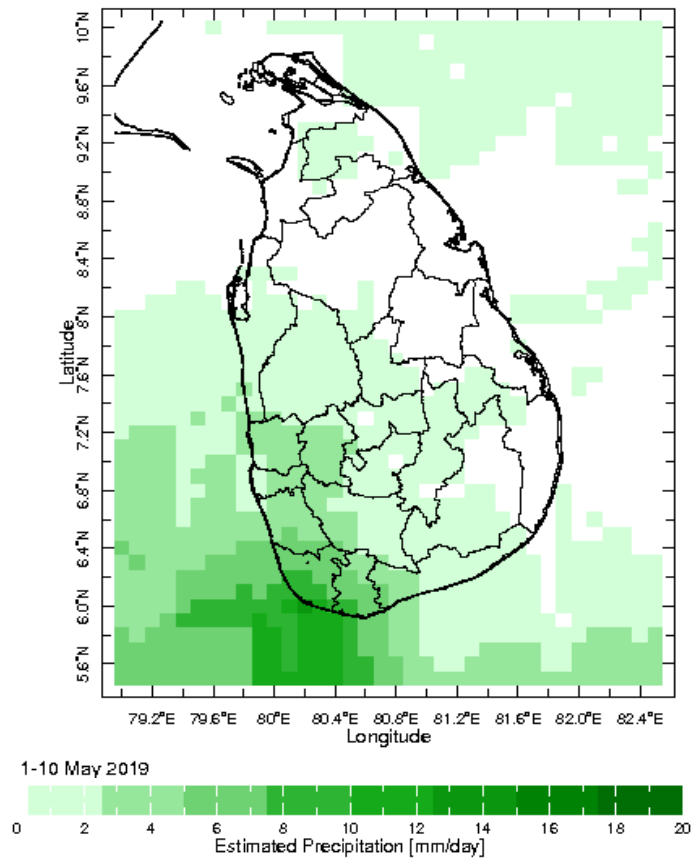 10°N
9.6°N
9.2°N
8.8°N
8.4°N
8°N
7.6°N
7.2°N
6.8°N
6.4°N
6.0°N
5.6°N
Latitude
79.2°E 79.6°E 80°E 80.4°E 80.8°E 81.2°E 81.6°E 82.0°E 82.4°E
Longitude
1-10 May 2019
0 2 4 6 8 10 12 14 16 18 20
Estimated Precipitation [mm/day]